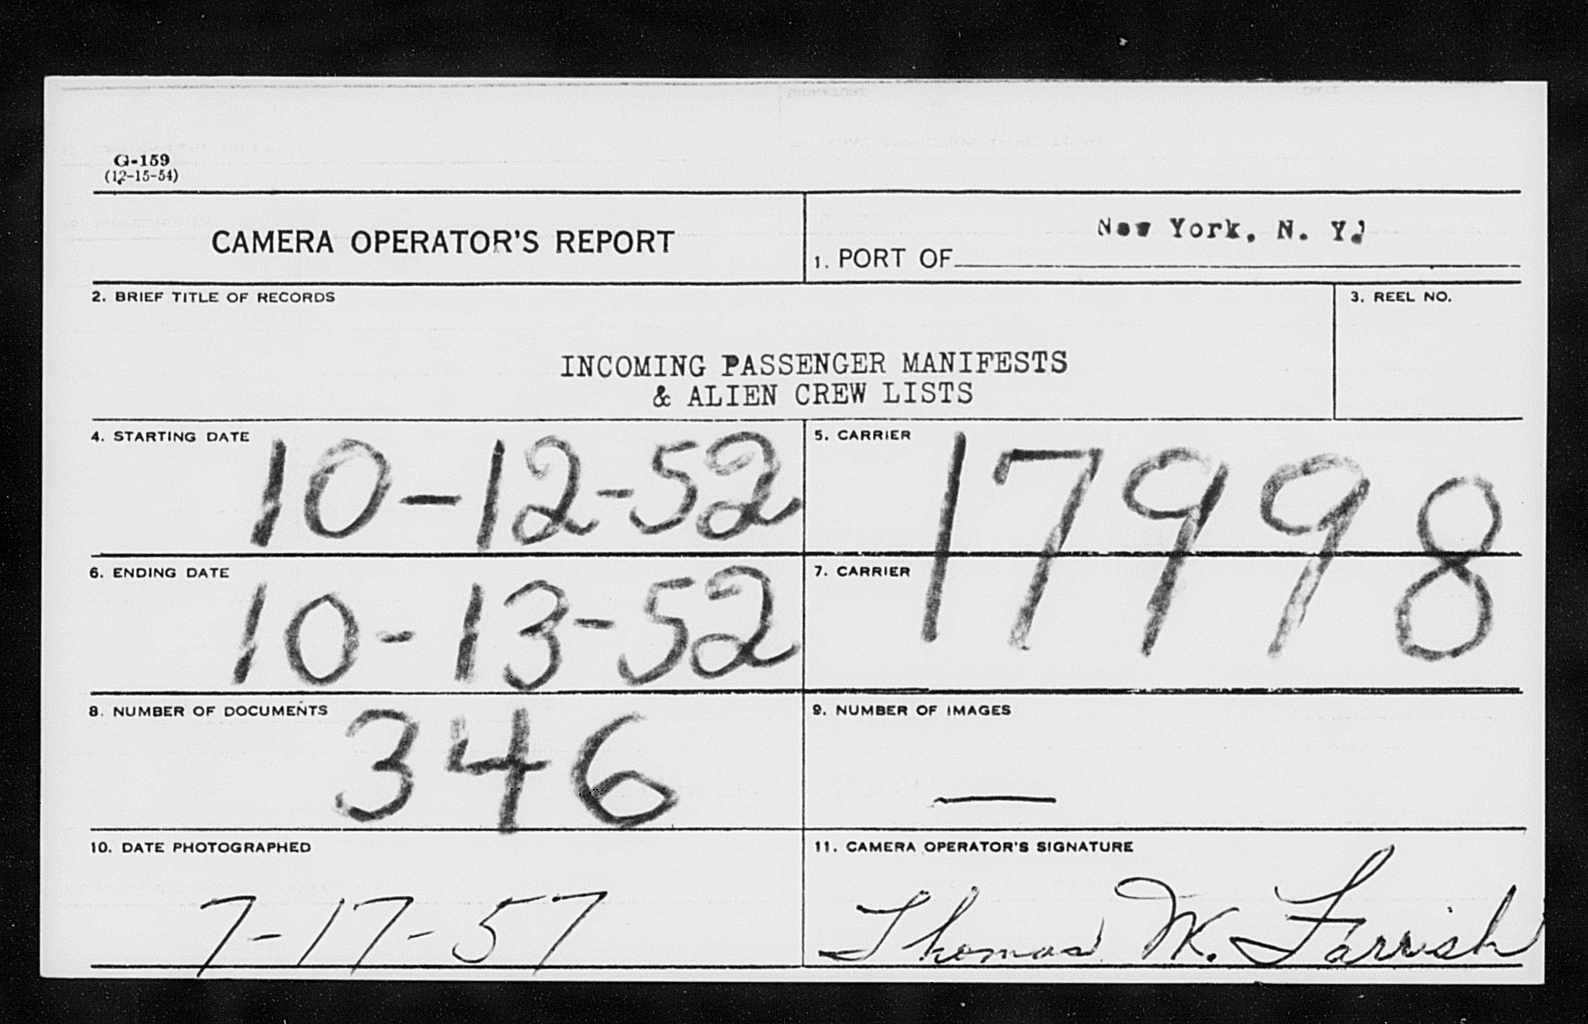 G-159
(12-15-54)
CAMERA OPERATOR'S REPORT
1. PORT OF New York, N. Y.
2. BRIEF TITLE OF RECORDS
INCOMING PASSENGER MANIFESTS
& ALIEN CREW LISTS
3. REEL NO.
4. STARTING DATE 10-12-52
5. CARRIER 17998
6. ENDING DATE 10-13-52
7. CARRIER
8. NUMBER OF DOCUMENTS 346
9. NUMBER OF IMAGES —
10. DATE PHOTOGRAPHED 7-17-57
11. CAMERA OPERATOR'S SIGNATURE
Thomas M. Farrish